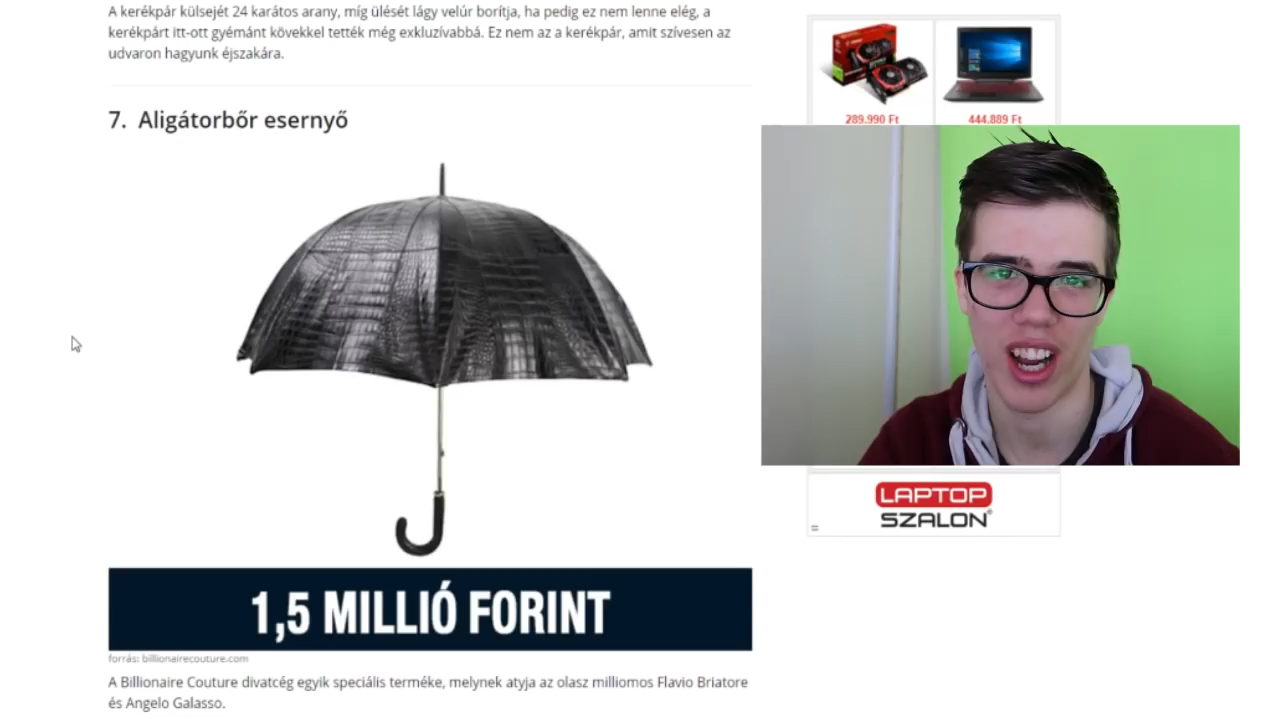 A kerékpár külsejét 24 karátos arany, míg ülését lágy velúr borítja, ha pedig ez nem lenne elég, a
kerékpárt itt-ott gyémánt kövekkel tették még exkluzívabbá. Ez nem az a kerékpár, amit szívesen az
udvaron hagyunk éjszakára.
7. Aligátorbőr esernyő
1,5 MILLIÓ FORINT
forrás: billionairecouture.com
A Billionaire Couture divatcég egyik speciális terméke, melynek atyja az olasz milliomos Flavio Briatore
és Angelo Galasso.
289.990 Ft
444.889 Ft
LAPTOP
SZALON®